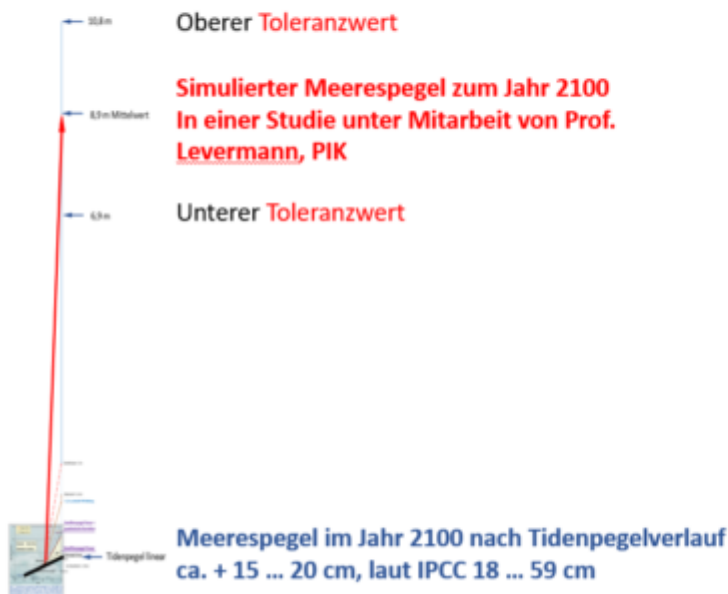 10,8 m
Oberer Toleranzwert
Simulierter Meerespegel zum Jahr 2100
8,9 m Mittelwert
In einer Studie unter Mitarbeit von Prof.
Levermann, PIK
6,9 m
Unterer Toleranzwert
Meerespegel im Jahr 2100 nach Tidenpegelverlauf
Tidenpegel linear
ca. + 15 ... 20 cm, laut IPCC 18 ... 59 cm